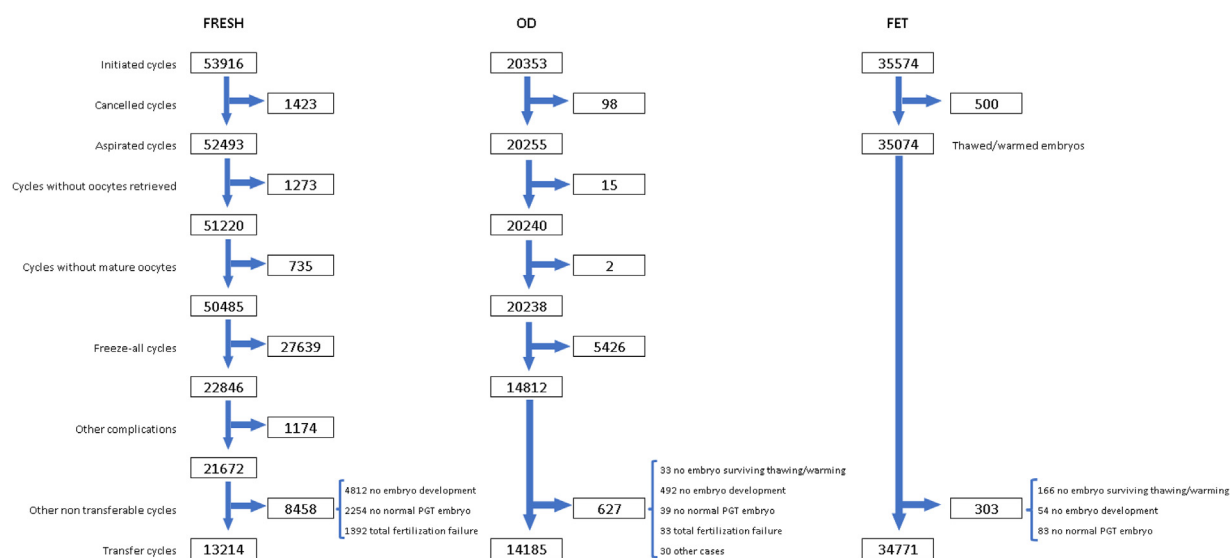 FRESH OD FET
Initiated cycles 53916 20353 35574
Cancelled cycles 1423 98 500
Aspirated cycles 52493 20255 35074 Thawed/warmed embryos
Cycles without oocytes retrieved 1273 15
51220 20240
Cycles without mature oocytes 735 2
50485 20238
Freeze-all cycles 27639 5426
22846 14812
Other complications 1174
21672
33 no embryo surviving thawing/warming
4812 no embryo development 492 no embryo development 166 no embryo surviving thawing/warming
Other non transferable cycles 8458 2254 no normal PGT embryo 627 39 no normal PGT embryo 303 54 no embryo development
1392 total fertilization failure 33 total fertilization failure 83 no normal PGT embryo
Transfer cycles 13214 14185 30 other cases 34771